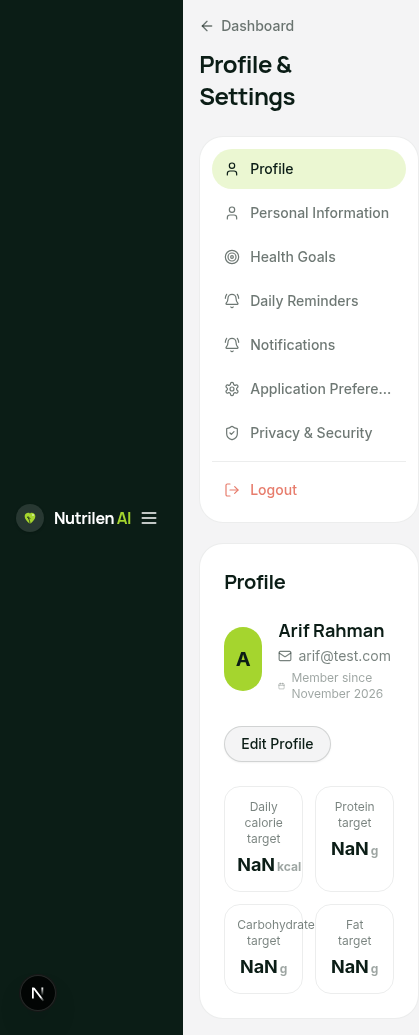 Dashboard
Profile &
Settings
Profile
Personal Information
Health Goals
Daily Reminders
Notifications
Application Prefere...
Privacy & Security
Logout
Nutrilen AI
Profile
A
Arif Rahman
arif@test.com
Member since
November 2026
Edit Profile
Daily
calorie
target
NaN kcal
Protein
target
NaN g
Carbohydrate
target
NaN g
Fat
target
NaN g
N